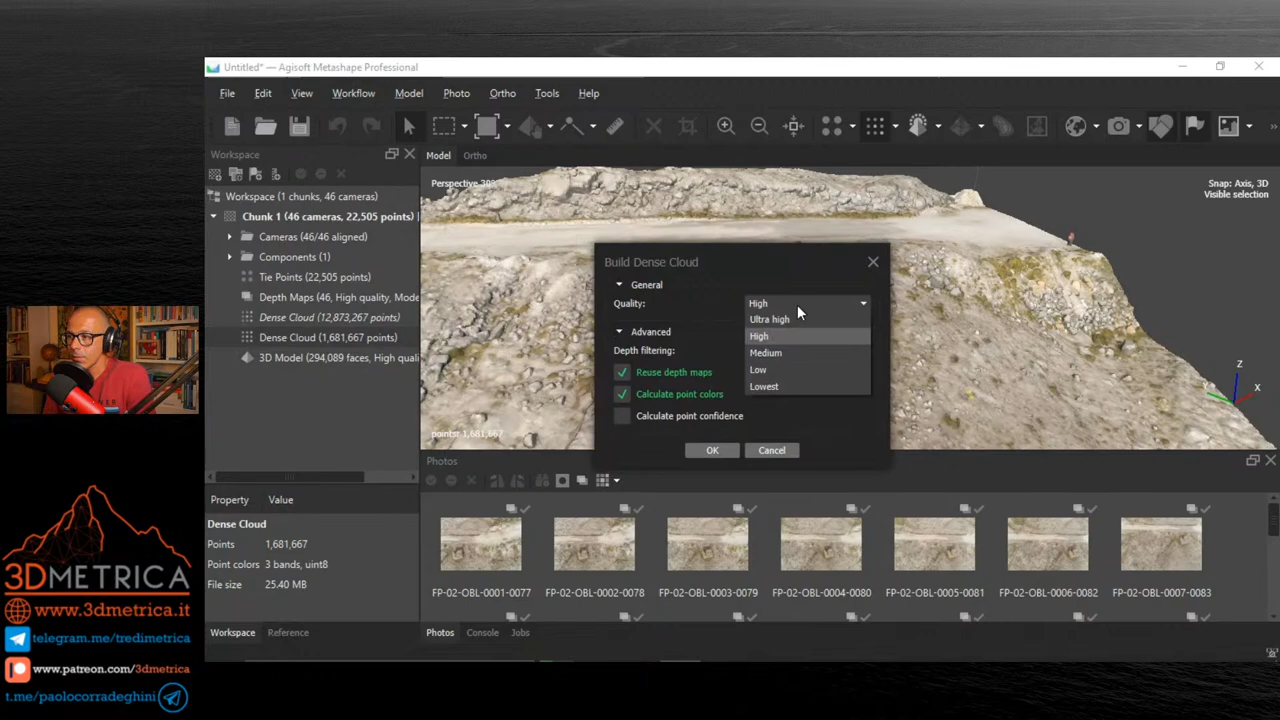 Untitled* — Agisoft Metashape Professional
File Edit View Workflow Model Photo Ortho Tools Help
Workspace
Model Ortho
Workspace (1 chunks, 46 cameras)
Chunk 1 (46 cameras, 22,505 points)
Cameras (46/46 aligned)
Components (1)
Tie Points (22,505 points)
Depth Maps (46, High quality, Mode
Dense Cloud (12,873,267 points)
Dense Cloud (1,681,667 points)
3D Model (294,089 faces, High quali
Perspective 30°
Snap: Axis, 3D
Visible selection
Build Dense Cloud
General
Quality: High
Ultra high
High
Medium
Low
Lowest
Advanced
Depth filtering:
Reuse depth maps
Calculate point colors
Calculate point confidence
OK Cancel
points: 1,681,667
Z
Y X
Property Value
Dense Cloud
Points 1,681,667
Point colors 3 bands, uint8
File size 25.40 MB
Workspace Reference
Photos
FP-02-OBL-0001-0077 FP-02-OBL-0002-0078 FP-02-OBL-0003-0079 FP-02-OBL-0004-0080 FP-02-OBL-0005-0081 FP-02-OBL-0006-0082 FP-02-OBL-0007-0083
Photos Console Jobs
3DMETRICA
www.3dmetrica.it
telegram.me/tredimetrica
www.patreon.com/3dmetrica
t.me/paolocorradeghini